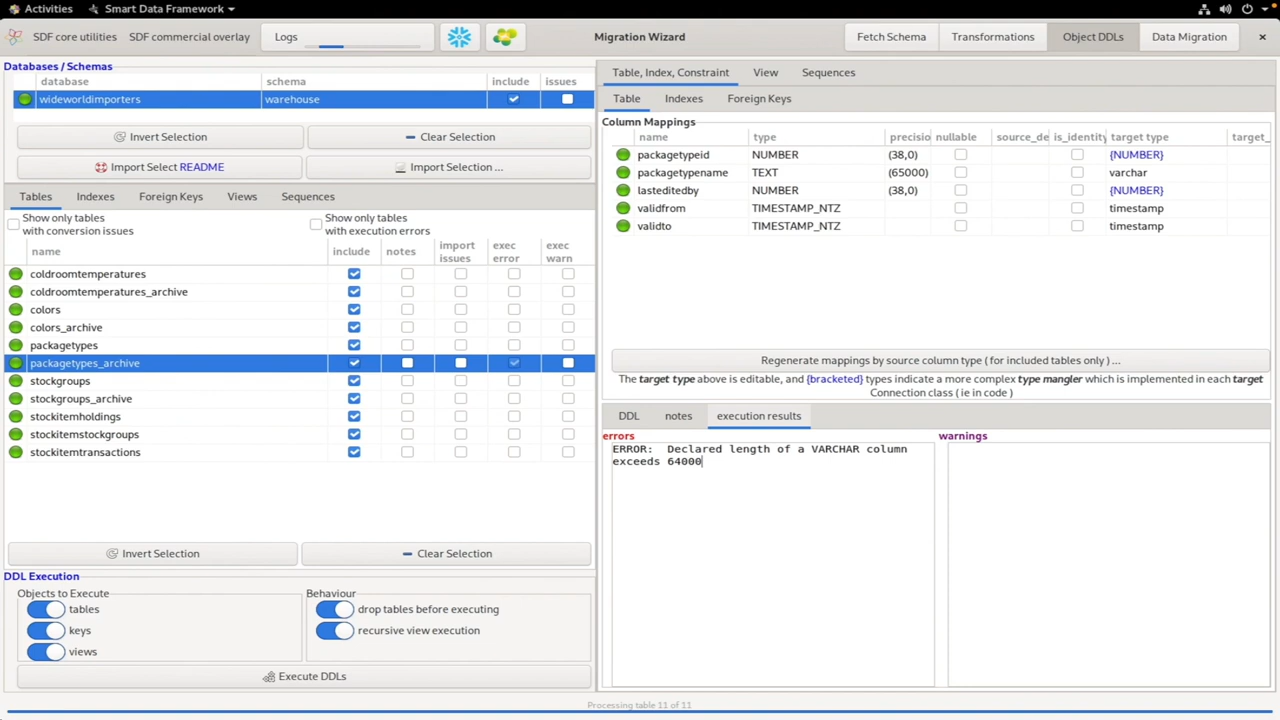 Activities Smart Data Framework
SDF core utilities SDF commercial overlay Logs Migration Wizard Fetch Schema Transformations Object DDLs Data Migration
Databases / Schemas
database schema include issues
wideworldimporters warehouse
Invert Selection Clear Selection
Import Select README Import Selection ...
Tables Indexes Foreign Keys Views Sequences
Show only tables
with conversion issues
Show only tables
with execution errors
name include notes import
issues exec
error exec
warn
coldroomtemperatures
coldroomtemperatures_archive
colors
colors_archive
packagetypes
packagetypes_archive
stockgroups
stockgroups_archive
stockitemholdings
stockitemstockgroups
stockitemtransactions
Invert Selection Clear Selection
DDL Execution
Objects to Execute
tables
keys
views
Behaviour
drop tables before executing
recursive view execution
Execute DDLs
Table, Index, Constraint View Sequences
Table Indexes Foreign Keys
Column Mappings
name type precisio nullable source_de is_identity target type target_
packagetypeid NUMBER (38,0) {NUMBER}
packagetypename TEXT (65000) varchar
lasteditedby NUMBER (38,0) {NUMBER}
validfrom TIMESTAMP_NTZ timestamp
validto TIMESTAMP_NTZ timestamp
Regenerate mappings by source column type ( for included tables only ) ...
The target type above is editable, and {bracketed} types indicate a more complex type mangler which is implemented in each target
Connection class ( ie in code )
DDL notes execution results
errors
ERROR: Declared length of a VARCHAR column
exceeds 64000
warnings
Processing table 11 of 11